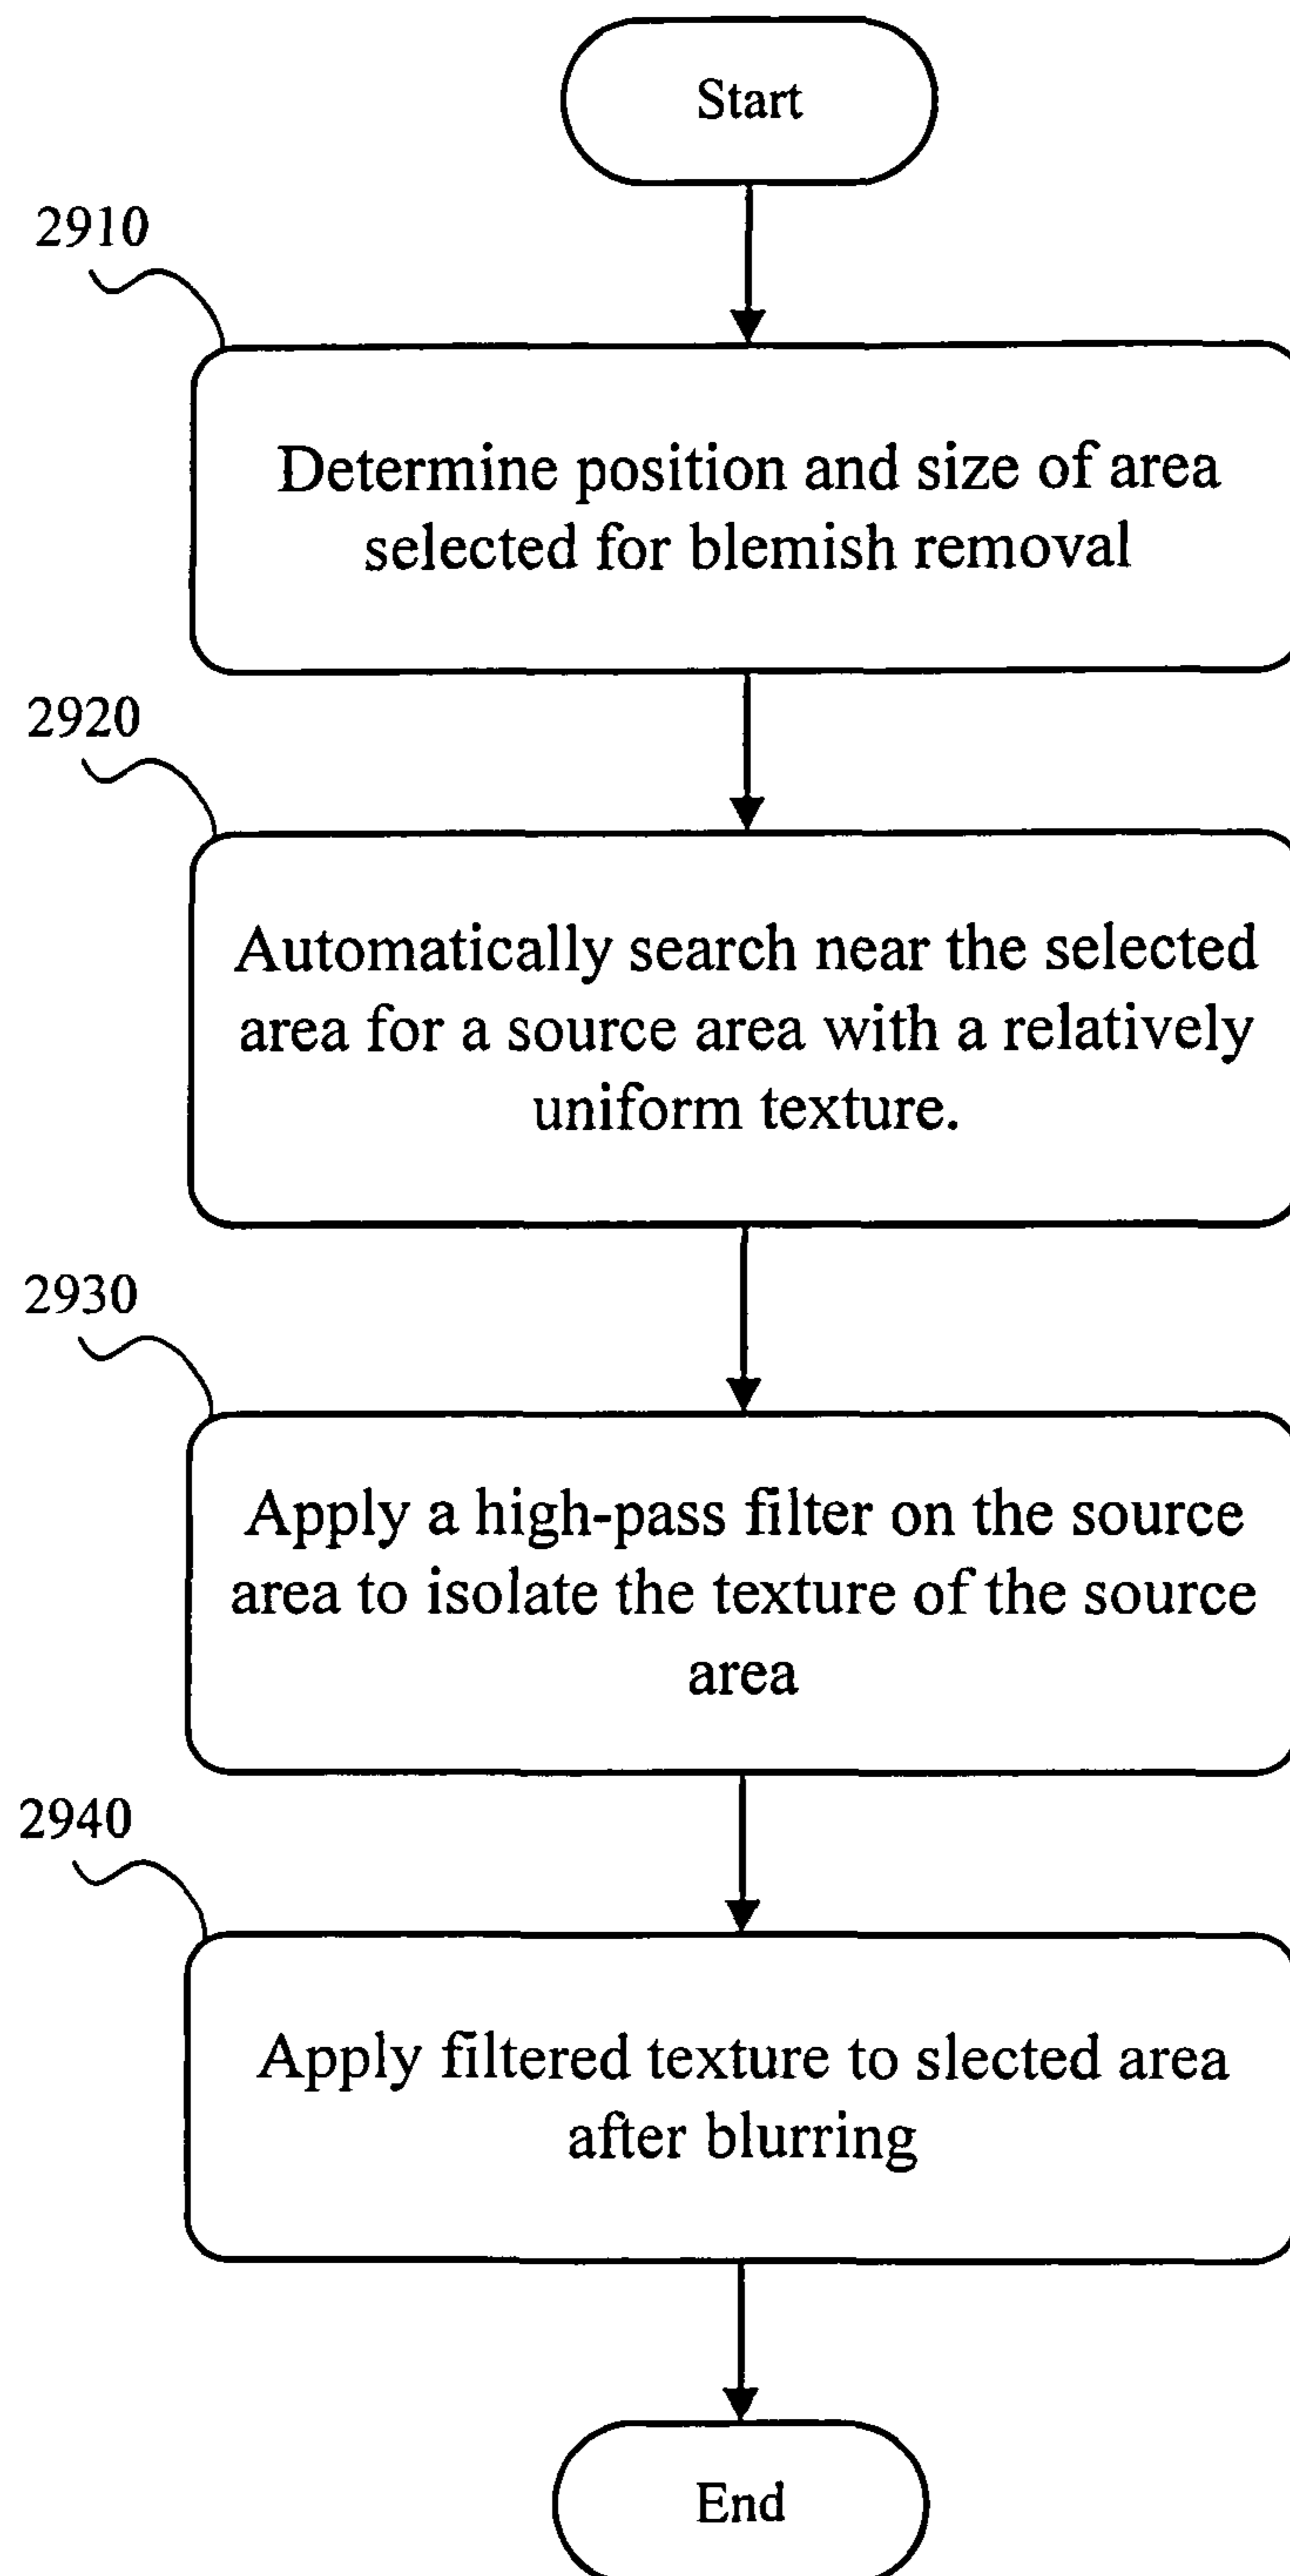 Start
2910
Determine position and size of area
selected for blemish removal
2920
Automatically search near the selected
area for a source area with a relatively
uniform texture.
2930
Apply a high-pass filter on the source
area to isolate the texture of the source
area
2940
Apply filtered texture to slected area
after blurring
End